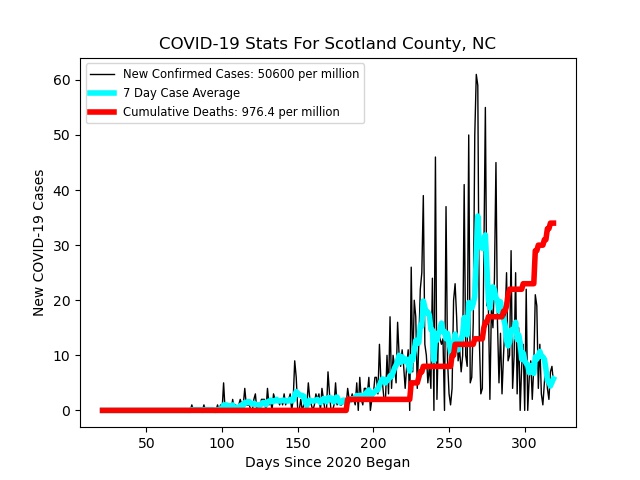 COVID-19 Stats For Scotland County, NC
New Confirmed Cases: 50600 per million
7 Day Case Average
Cumulative Deaths: 976.4 per million
New COVID-19 Cases
60
50
40
30
20
10
0
50 100 150 200 250 300
Days Since 2020 Began